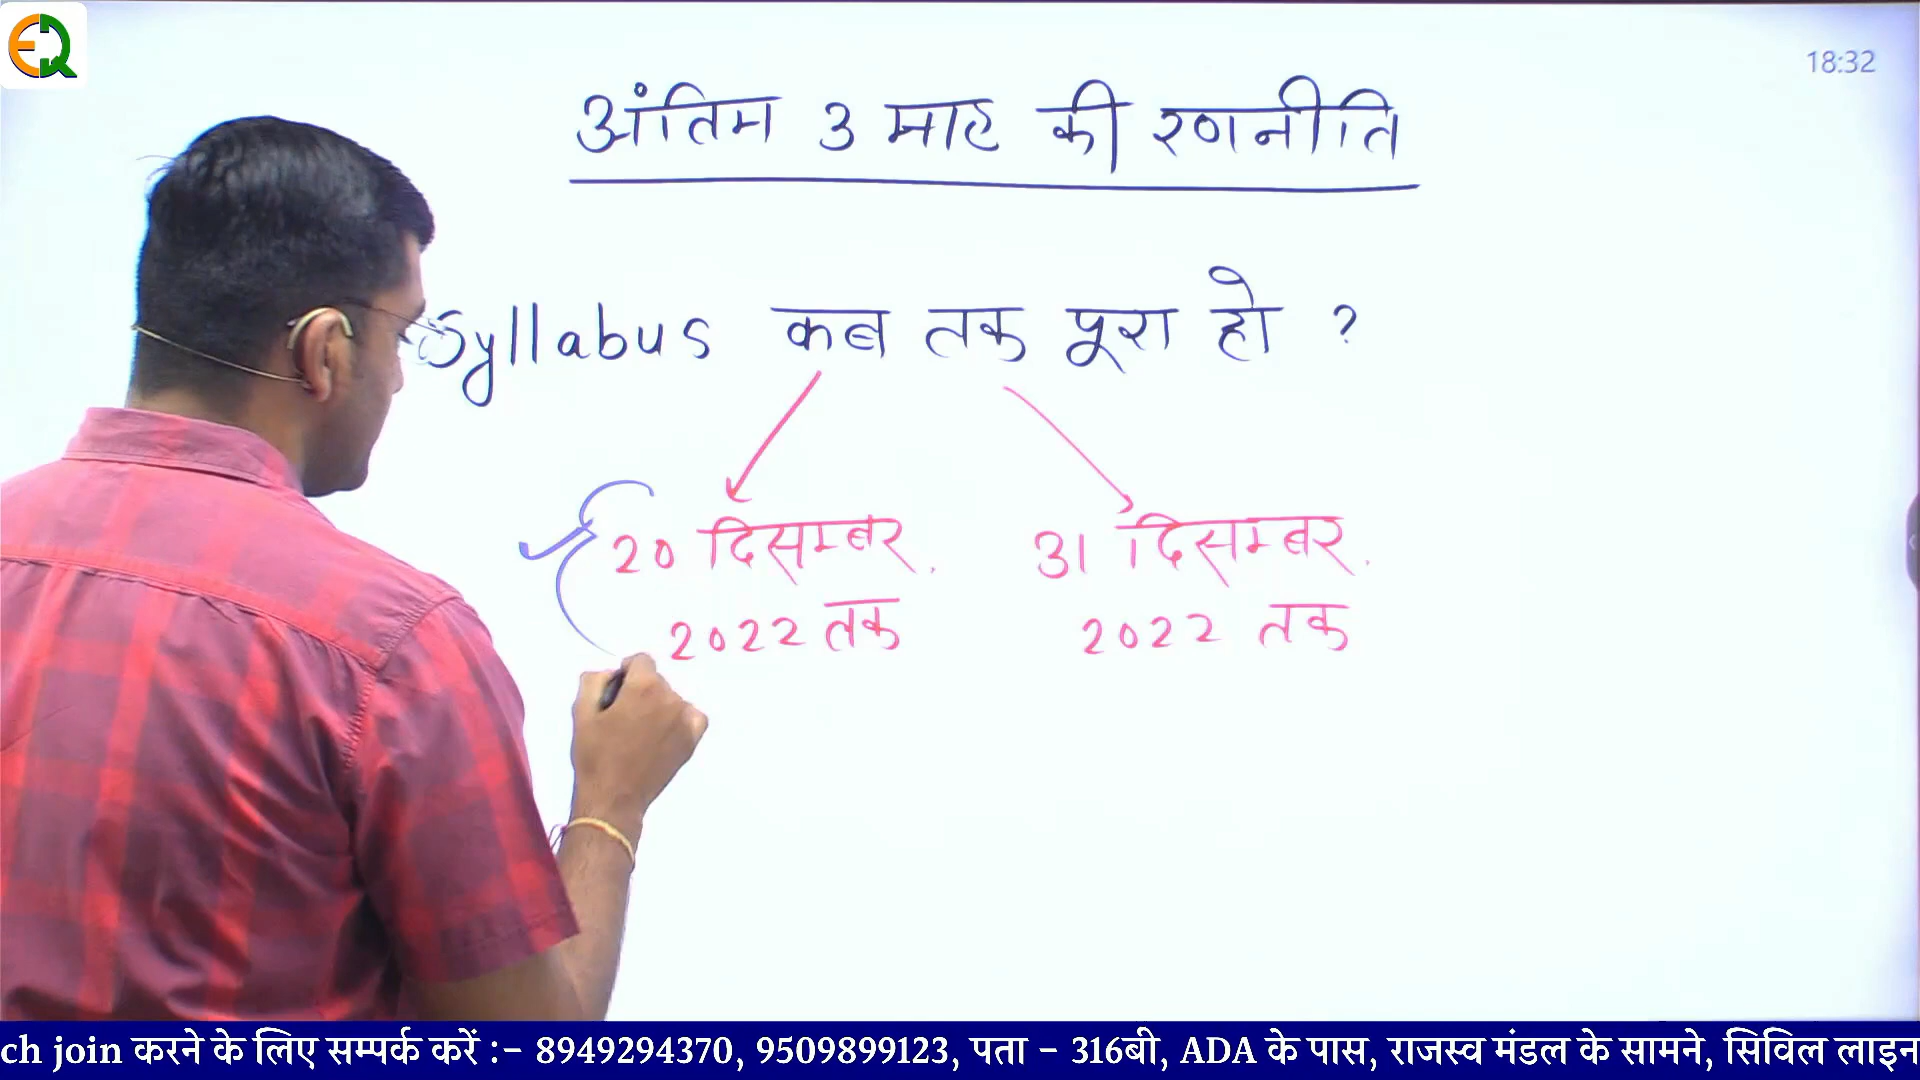 EQ
18:32
अंतिम 3 माह की रणनीति
Syllabus कब तक पूरा हो ?
20 दिसम्बर. 31 दिसम्बर.
2022 तक 2022 तक
ch join करने के लिए सम्पर्क करें :– 8949294370, 9509899123, पता – 316बी, ADA के पास, राजस्व मंडल के सामने, सिविल लाइन